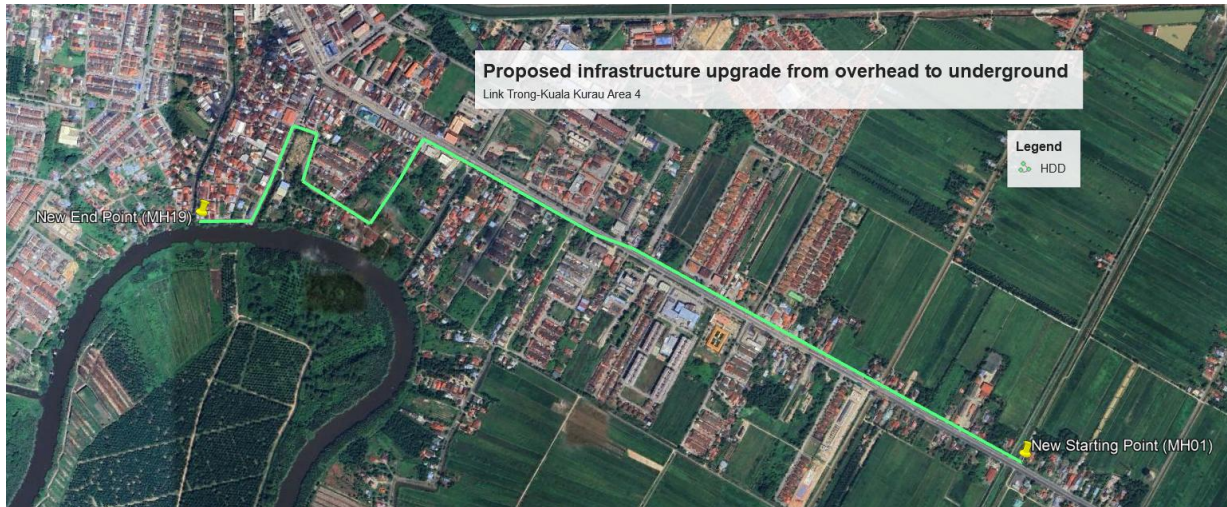 Proposed infrastructure upgrade from overhead to underground
Link Trong-Kuala Kurau Area 4
Legend
HDD
New End Point (MH19)
New Starting Point (MH01)